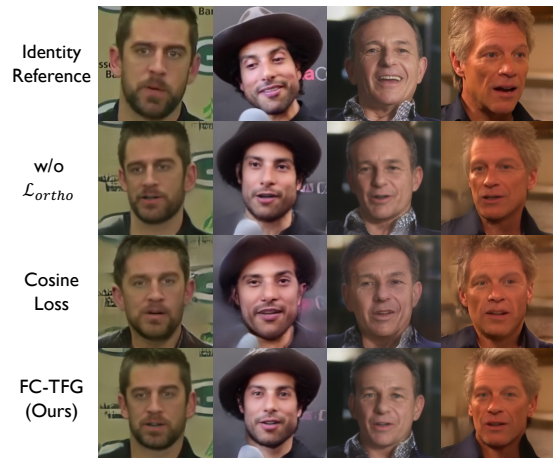 Identity
Reference
w/o
ℒ_ortho
Cosine
Loss
FC-TFG
(Ours)